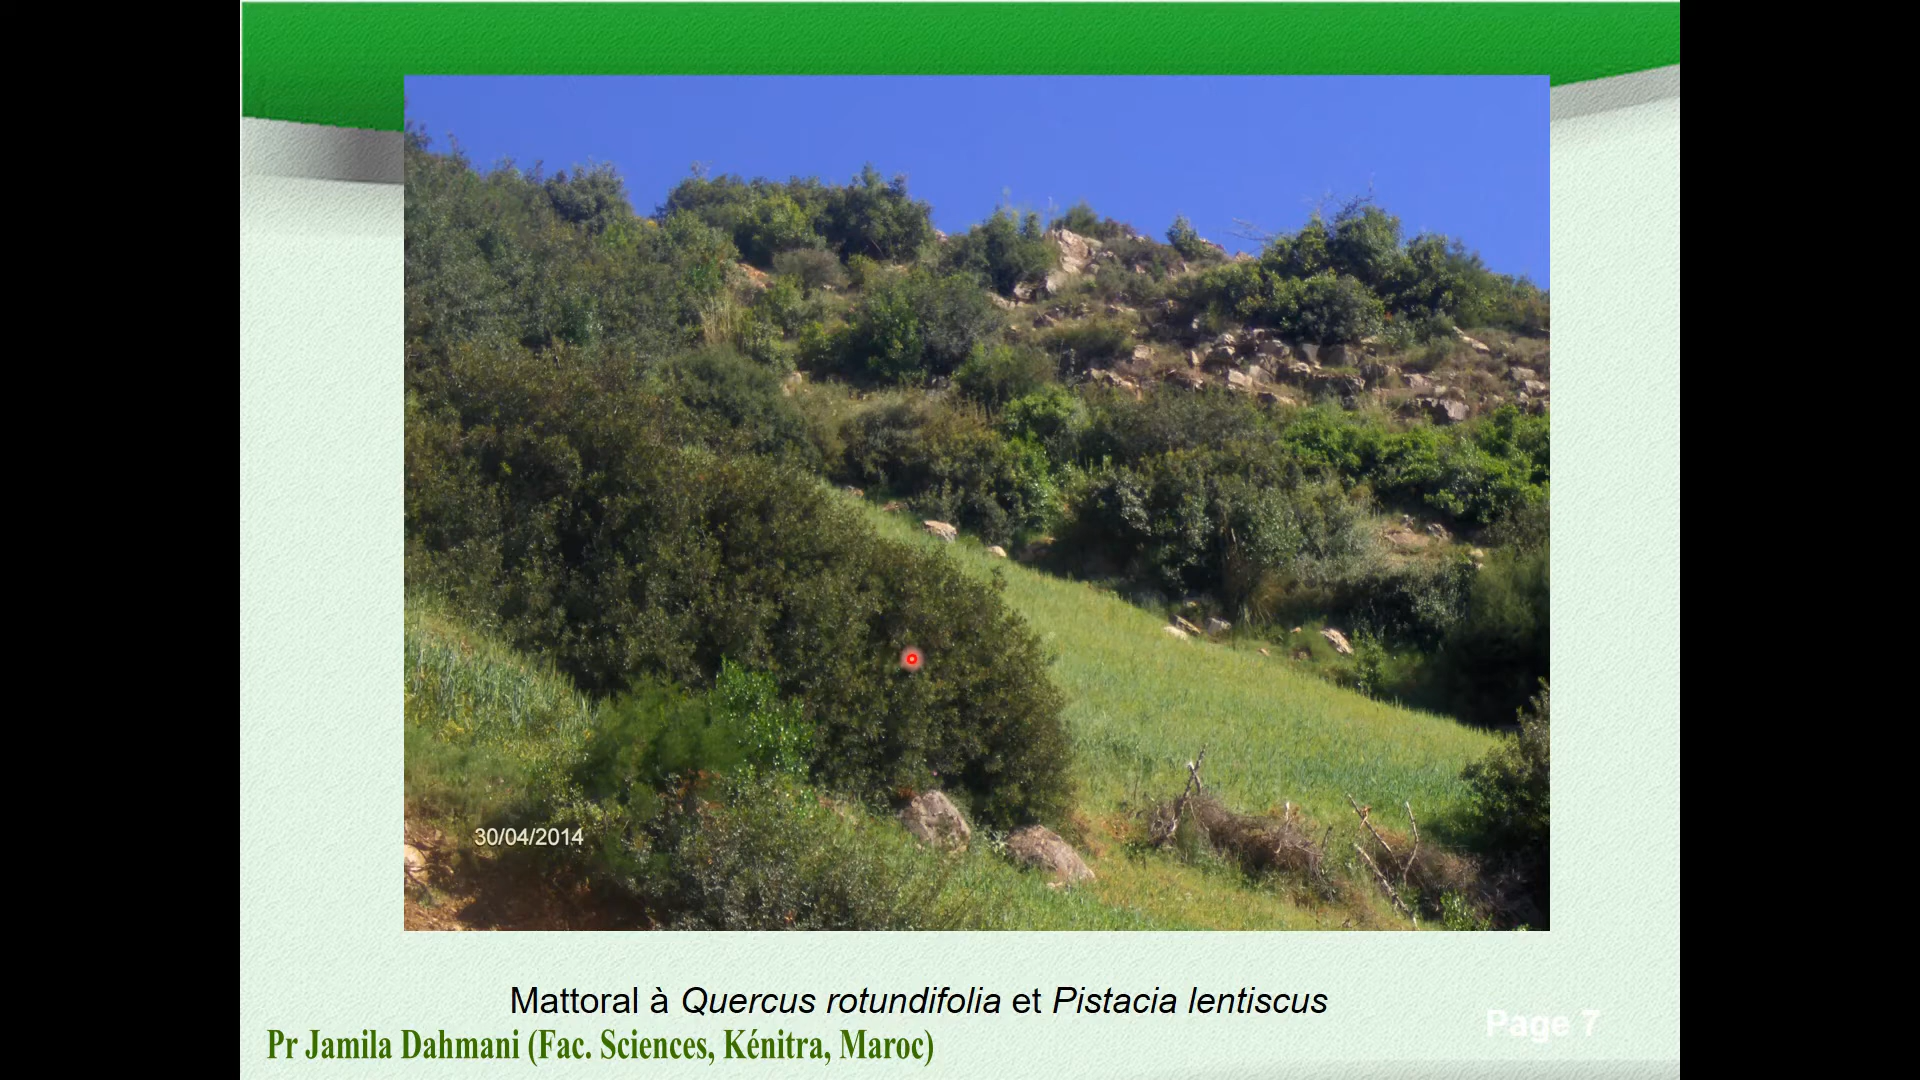 30/04/2014
Mattoral à Quercus rotundifolia et Pistacia lentiscus
Pr Jamila Dahmani (Fac. Sciences, Kénitra, Maroc)
Page 7